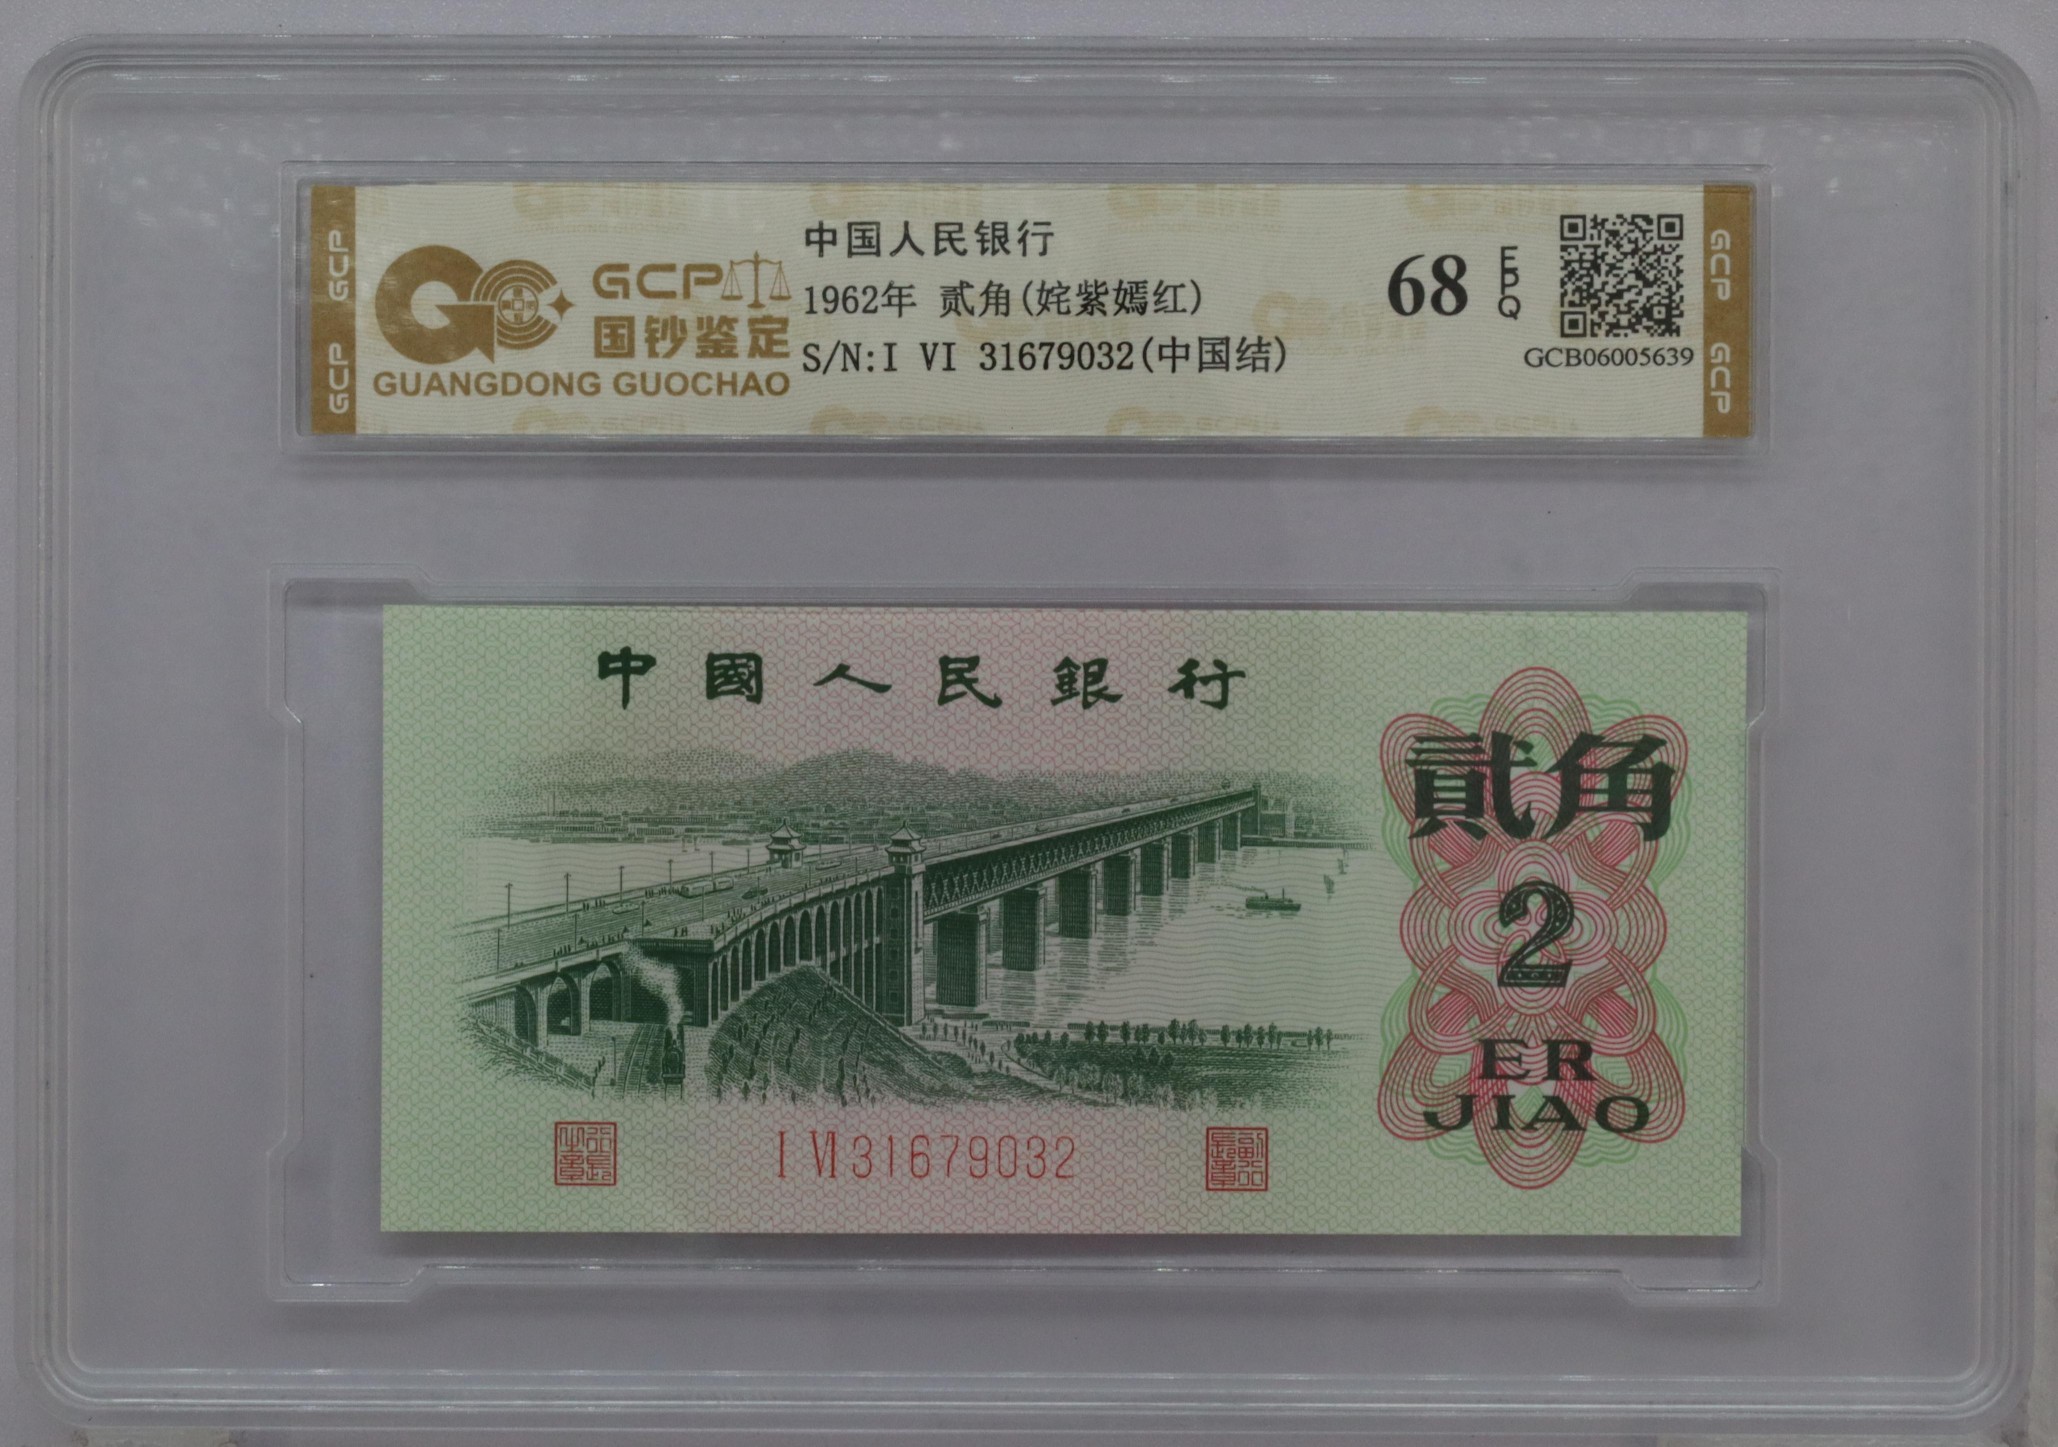 GCP
GCP
GCP
国钞鉴定
GUANGDONG GUOCHAO
中国人民银行
1962年 贰角(姹紫嫣红)
S/N:I VI 31679032(中国结)
68
EPQ
GCB06005639
GCP
GCP
中國人民銀行
貳角
2
ER
JIAO
I VI 31679032